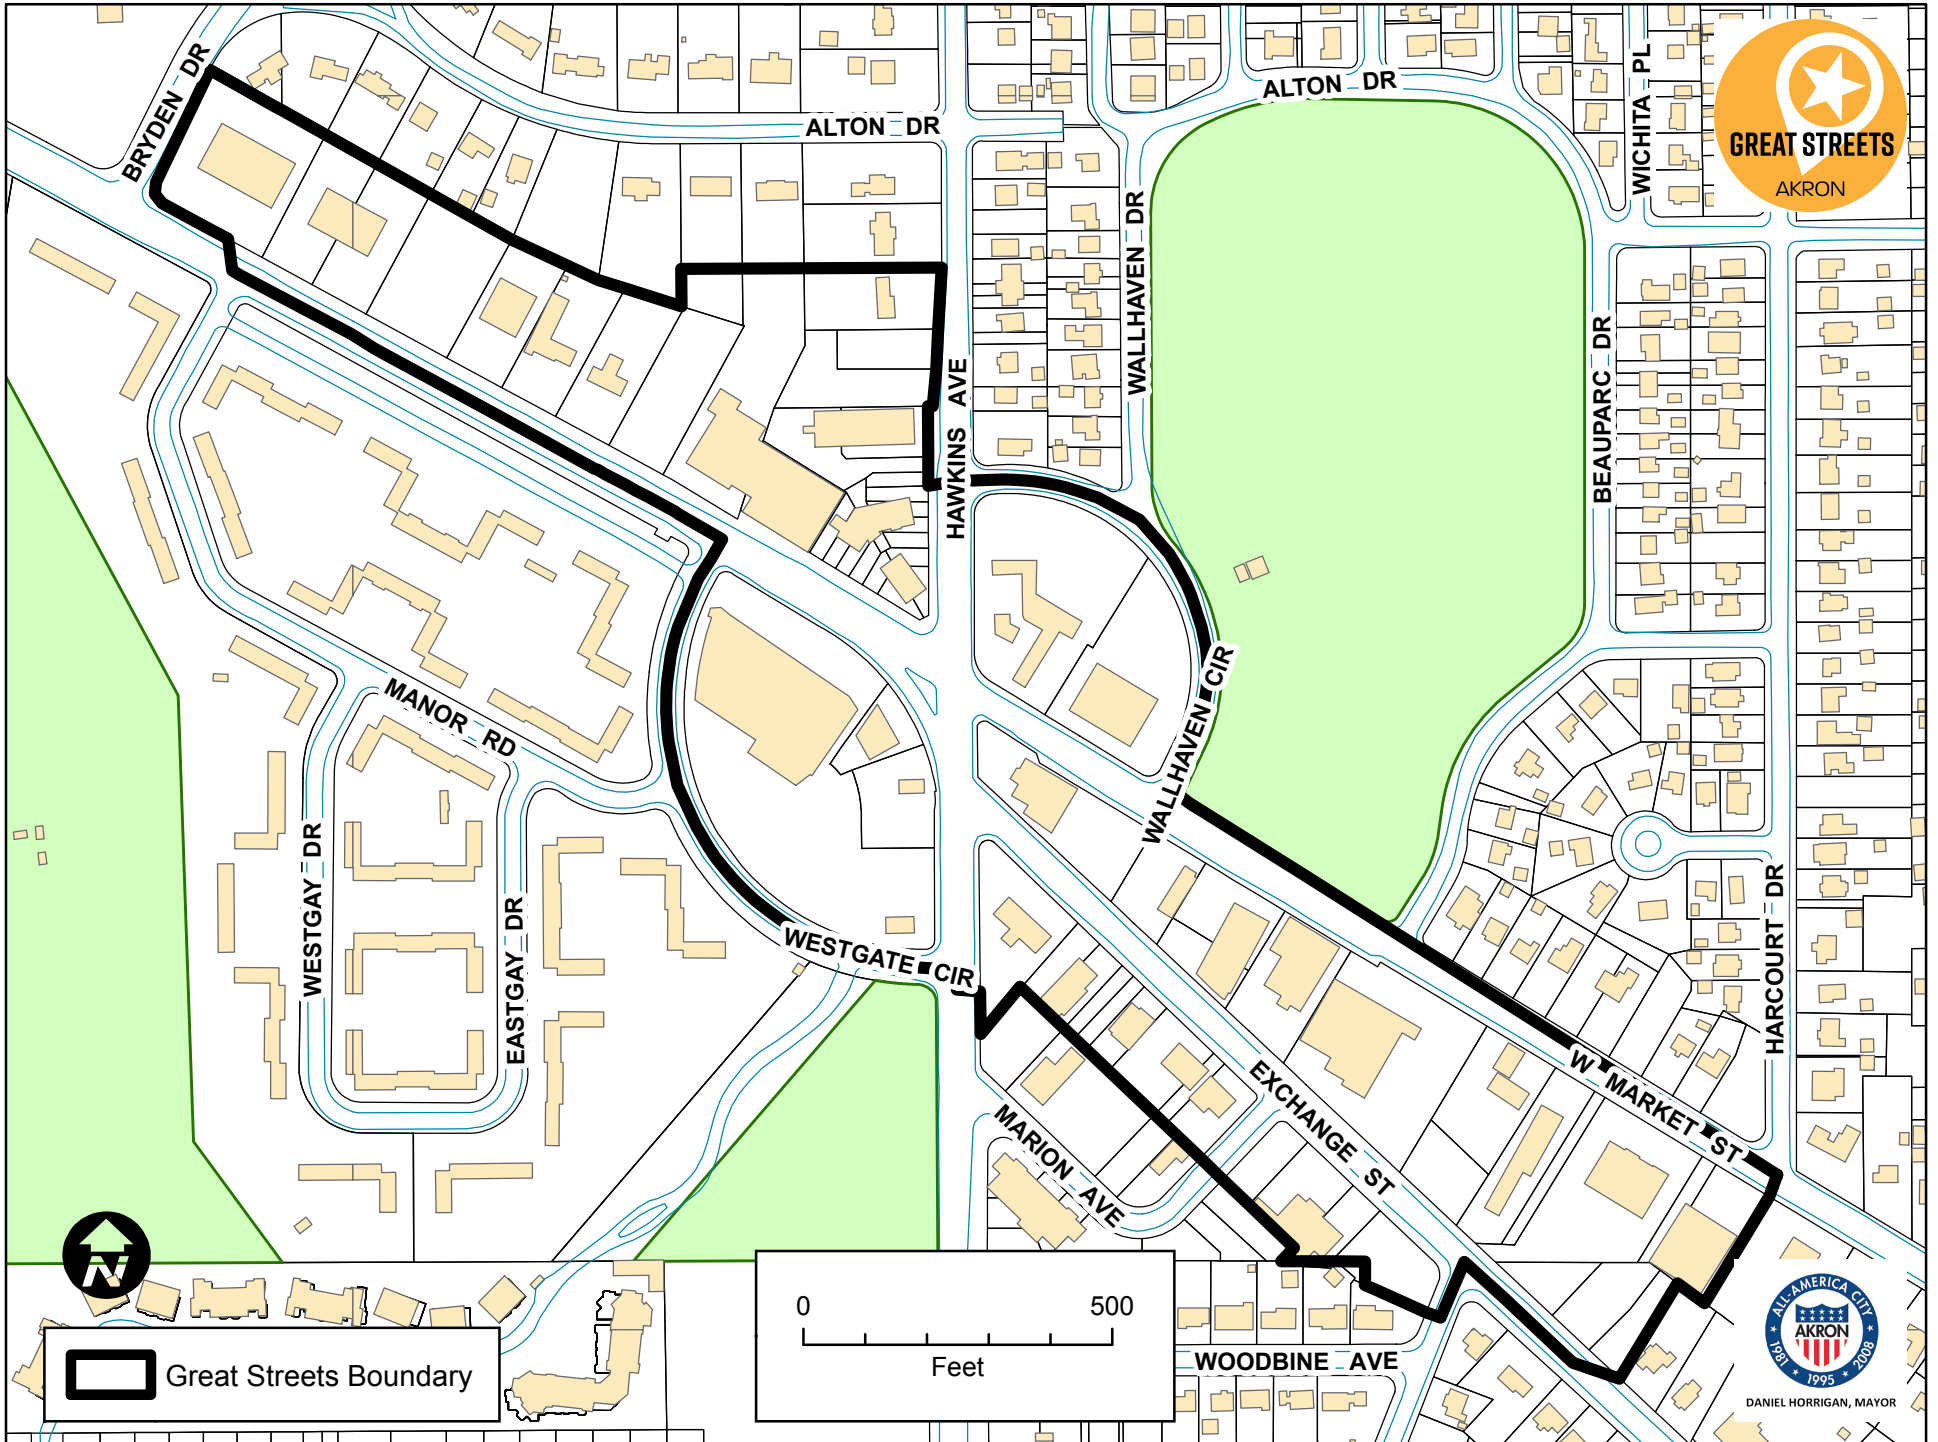 BRYDEN DR
ALTON DR
ALTON DR
WICHITA PL
GREAT STREETS
AKRON
WALLHAVEN DR
HAWKINS AVE
BEAUPARC DR
WALLHAVEN CIR
MANOR RD
WESTGAY DR
EASTGAY DR
WESTGATE CIR
HARCOURT DR
W MARKET ST
EXCHANGE ST
MARION AVE
WOODBINE AVE
N
Great Streets Boundary
0 500
Feet
ALL-AMERICA CITY
AKRON
1981 1995 2008
DANIEL HORRIGAN, MAYOR